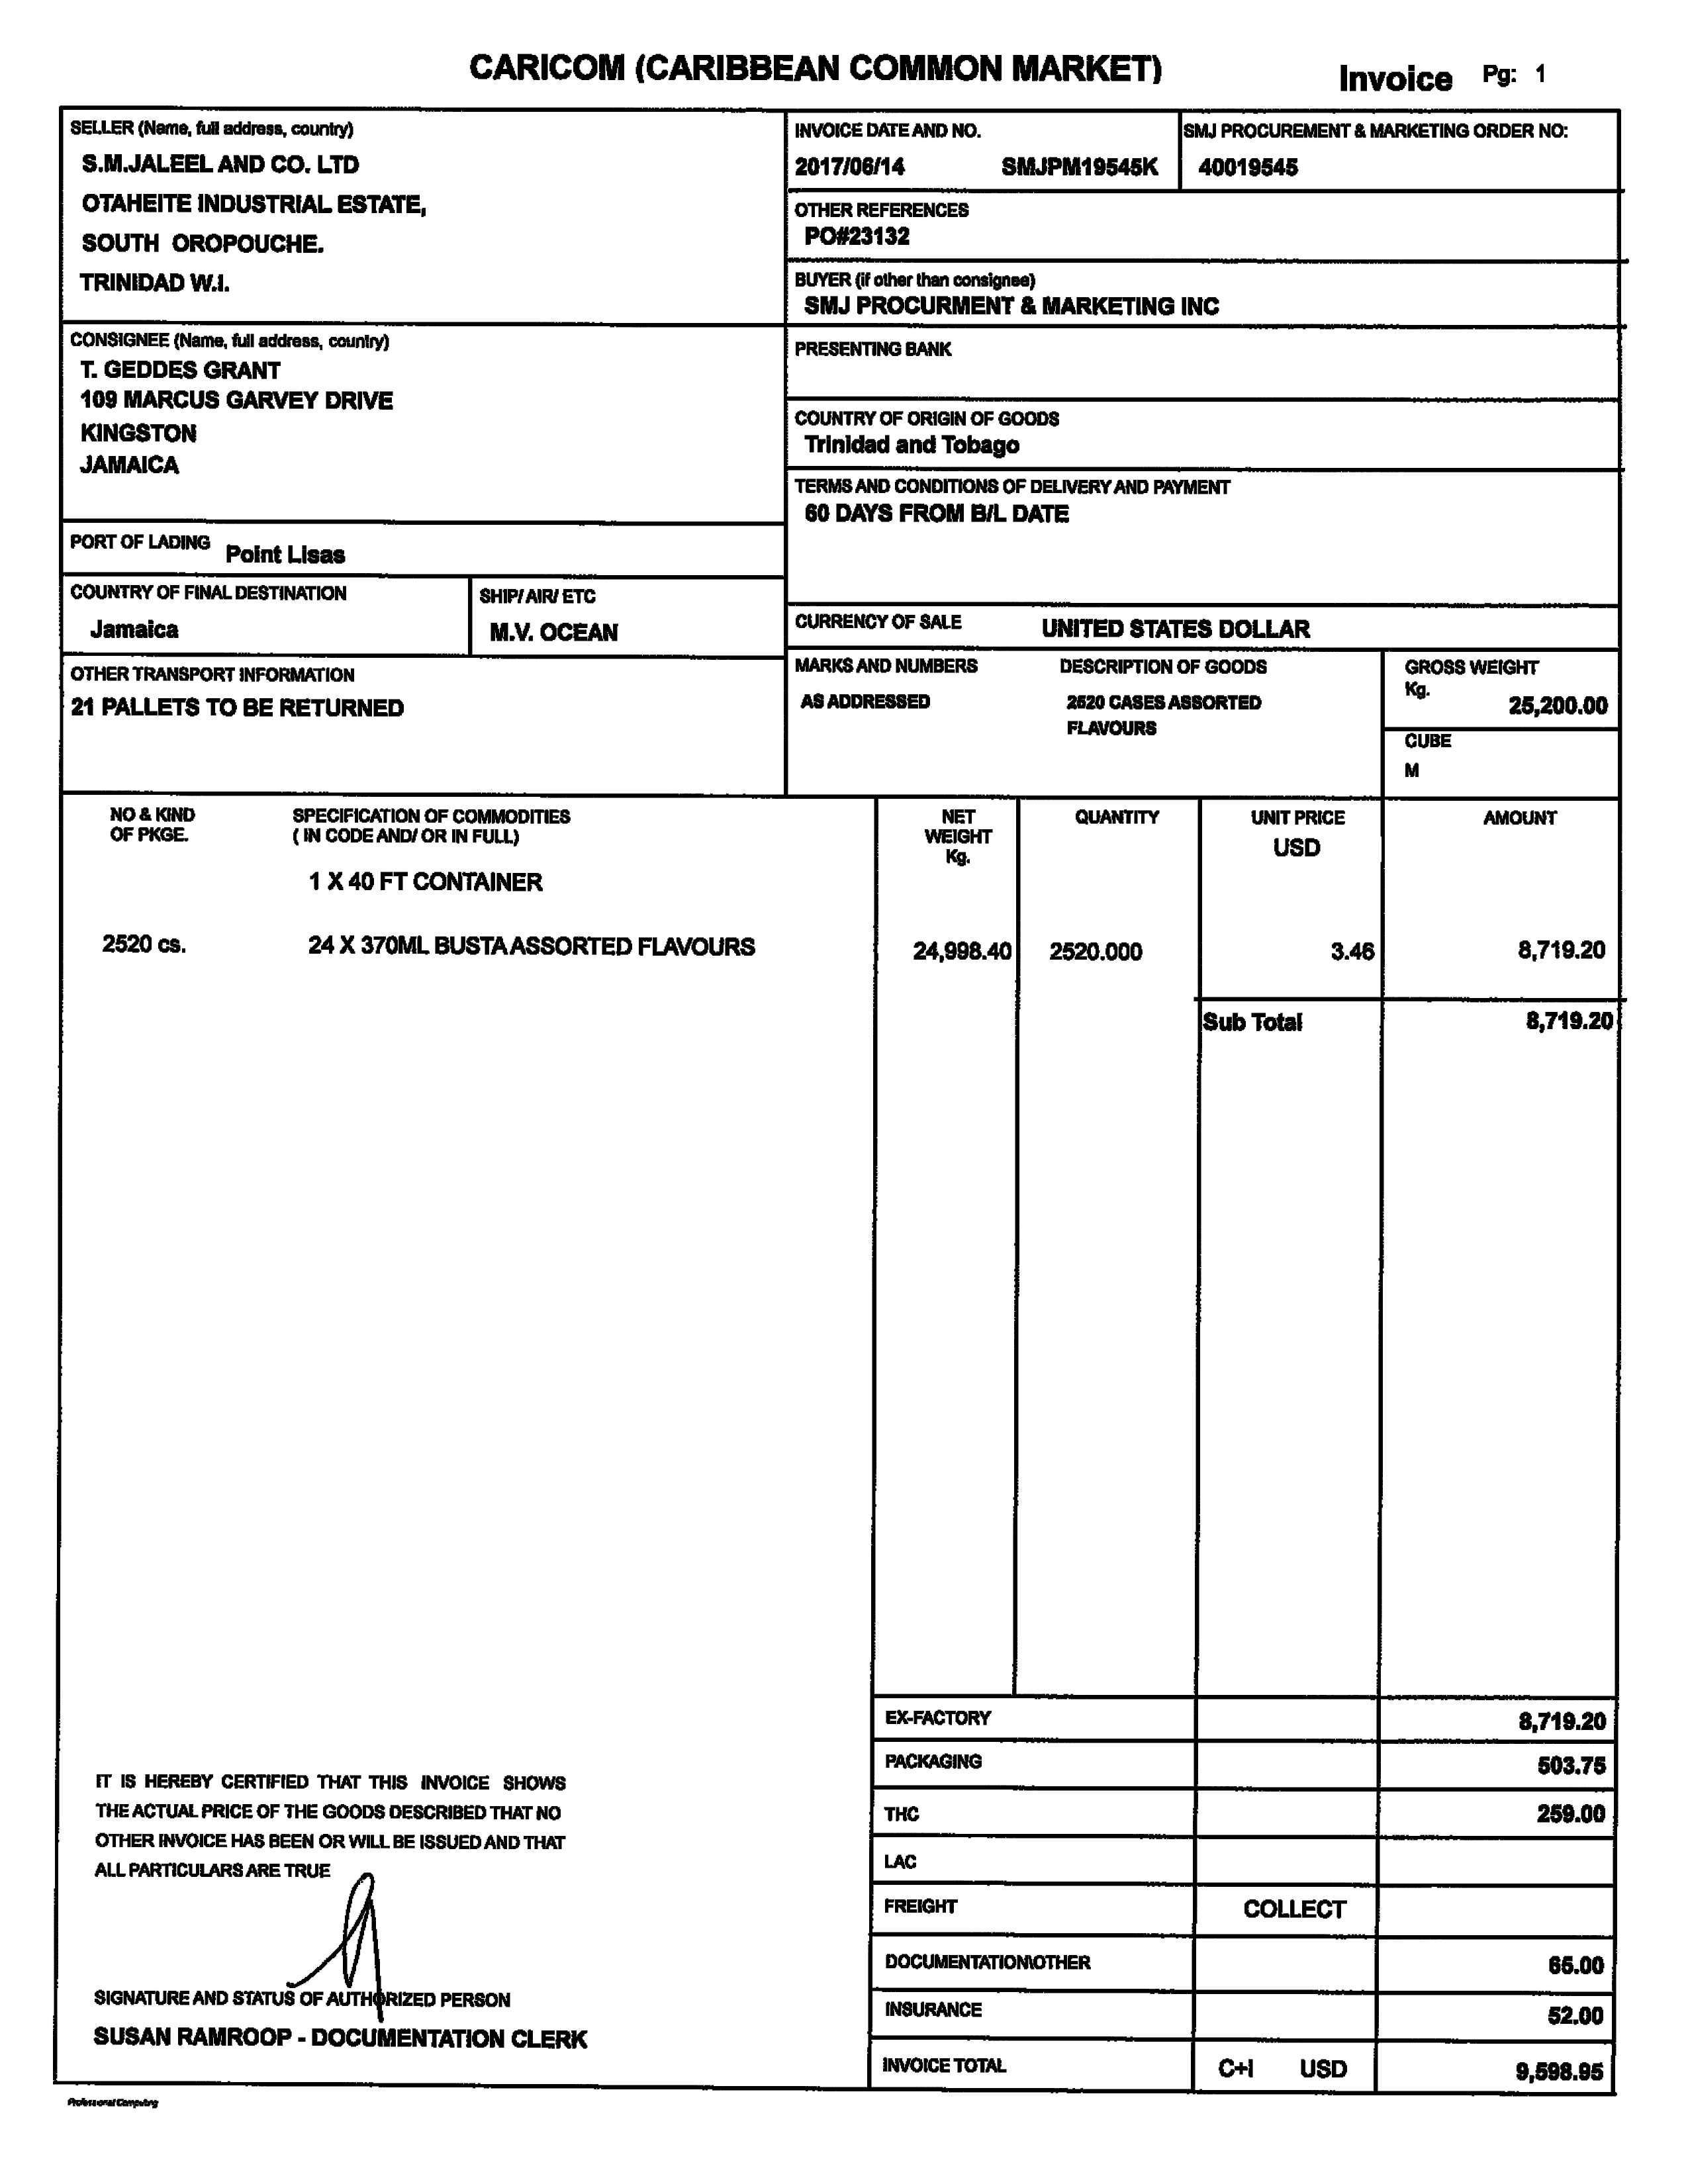 CARICOM (CARIBBEAN COMMON MARKET)
Invoice Pg: 1
SELLER (Name, full address, country)
S.M.JALEEL AND CO. LTD
OTAHEITE INDUSTRIAL ESTATE,
SOUTH OROPOUCHE.
TRINIDAD W.I.
INVOICE DATE AND NO.
2017/06/14 SMJPM19545K
SMJ PROCUREMENT & MARKETING ORDER NO:
40019545
OTHER REFERENCES
PO#23132
BUYER (if other than consignee)
SMJ PROCURMENT & MARKETING INC
CONSIGNEE (Name, full address, country)
T. GEDDES GRANT
109 MARCUS GARVEY DRIVE
KINGSTON
JAMAICA
PRESENTING BANK
COUNTRY OF ORIGIN OF GOODS
Trinidad and Tobago
TERMS AND CONDITIONS OF DELIVERY AND PAYMENT
60 DAYS FROM B/L DATE
PORT OF LADING Point Lisas
COUNTRY OF FINAL DESTINATION
Jamaica
SHIP/ AIR/ ETC
M.V. OCEAN
CURRENCY OF SALE UNITED STATES DOLLAR
OTHER TRANSPORT INFORMATION
21 PALLETS TO BE RETURNED
MARKS AND NUMBERS
AS ADDRESSED
DESCRIPTION OF GOODS
2520 CASES ASSORTED
FLAVOURS
GROSS WEIGHT
Kg.
25,200.00
CUBE
M
NO & KIND
OF PKGE.
SPECIFICATION OF COMMODITIES
( IN CODE AND/ OR IN FULL)
NET
WEIGHT
Kg.
QUANTITY
UNIT PRICE
USD
AMOUNT
1 X 40 FT CONTAINER
2520 cs. 24 X 370ML BUSTA ASSORTED FLAVOURS 24,998.40 2520.000 3.46 8,719.20
Sub Total 8,719.20
EX-FACTORY 8,719.20
PACKAGING 503.75
THC 259.00
LAC
FREIGHT COLLECT
DOCUMENTATION\OTHER 65.00
INSURANCE 52.00
INVOICE TOTAL C+I USD 9,598.95
IT IS HEREBY CERTIFIED THAT THIS INVOICE SHOWS
THE ACTUAL PRICE OF THE GOODS DESCRIBED THAT NO
OTHER INVOICE HAS BEEN OR WILL BE ISSUED AND THAT
ALL PARTICULARS ARE TRUE
SIGNATURE AND STATUS OF AUTHORIZED PERSON
SUSAN RAMROOP - DOCUMENTATION CLERK
Professional Computing